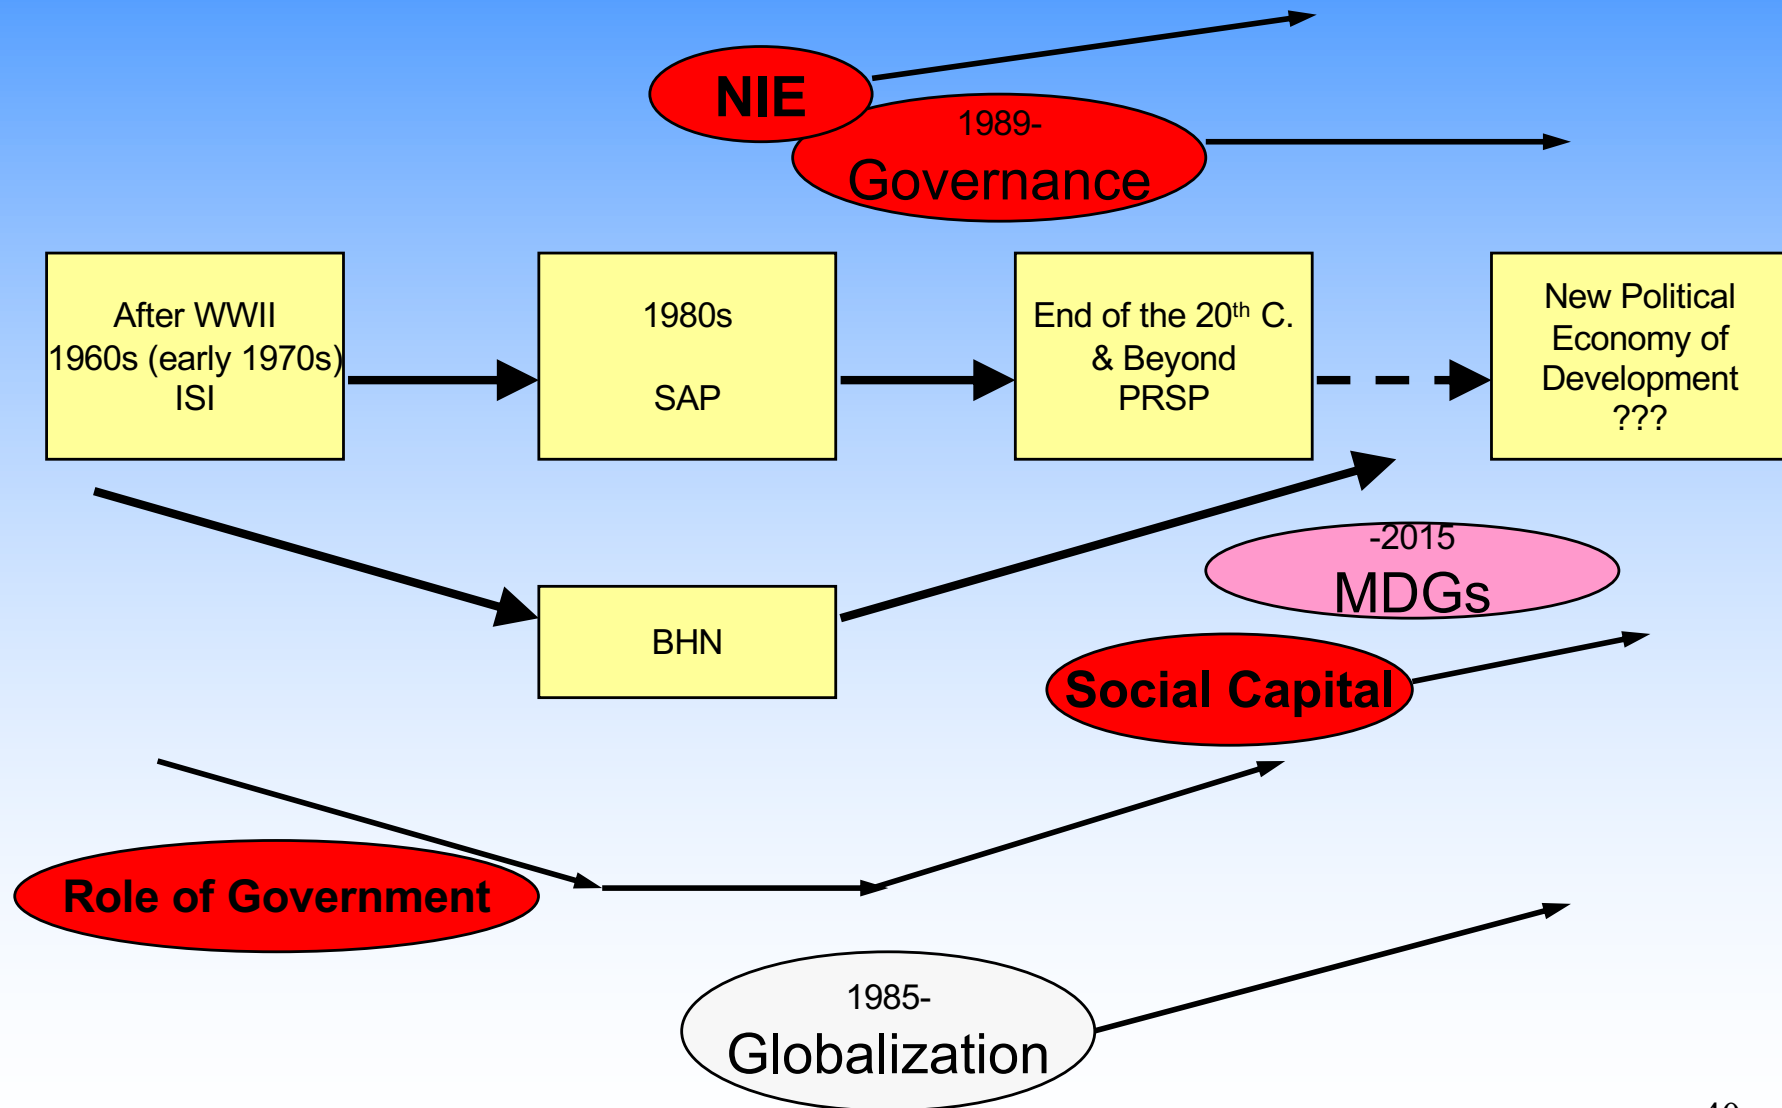 NIE
1989-
Governance
After WWII
1960s (early 1970s)
ISI
1980s
SAP
End of the 20th C.
& Beyond
PRSP
New Political
Economy of
Development
???
-2015
MDGs
BHN
Social Capital
Role of Government
1985-
Globalization